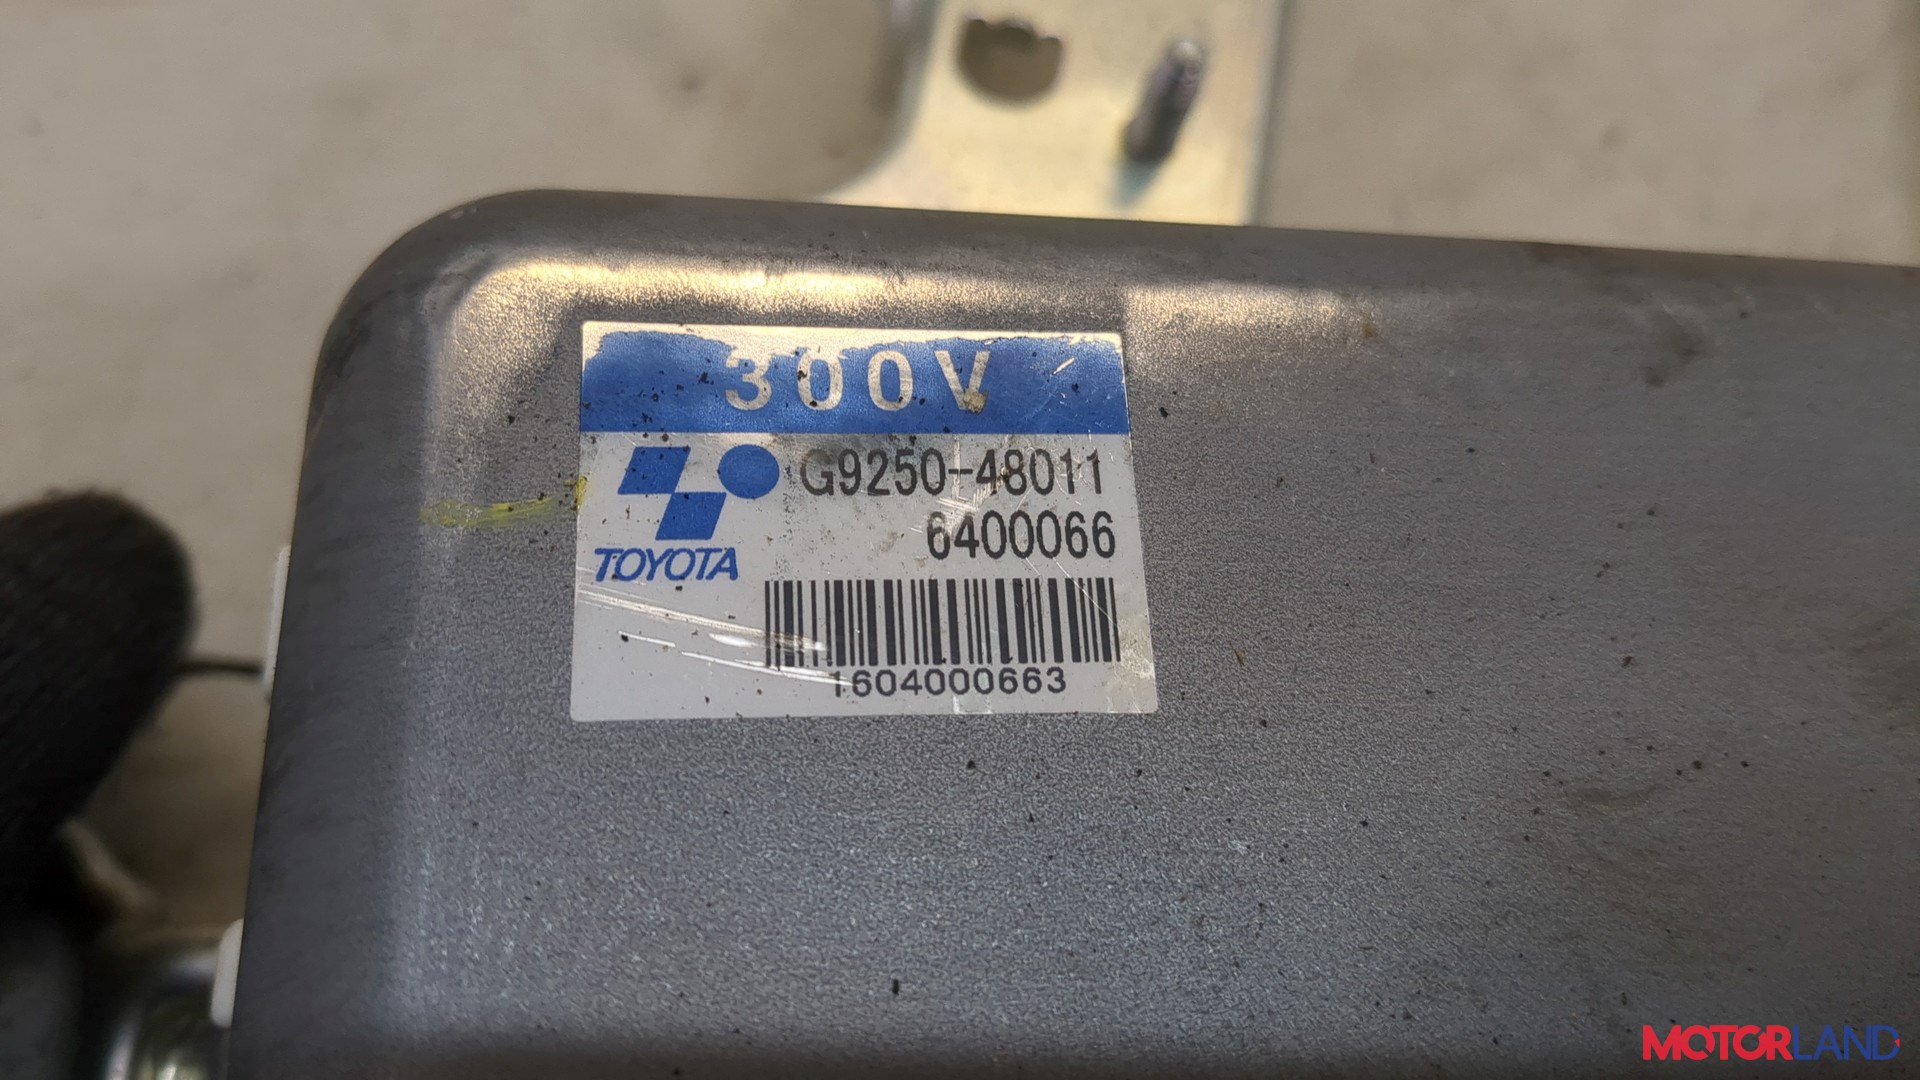 300V
G9250-48011
6400066
TOYOTA
1604000663
MOTORLAND